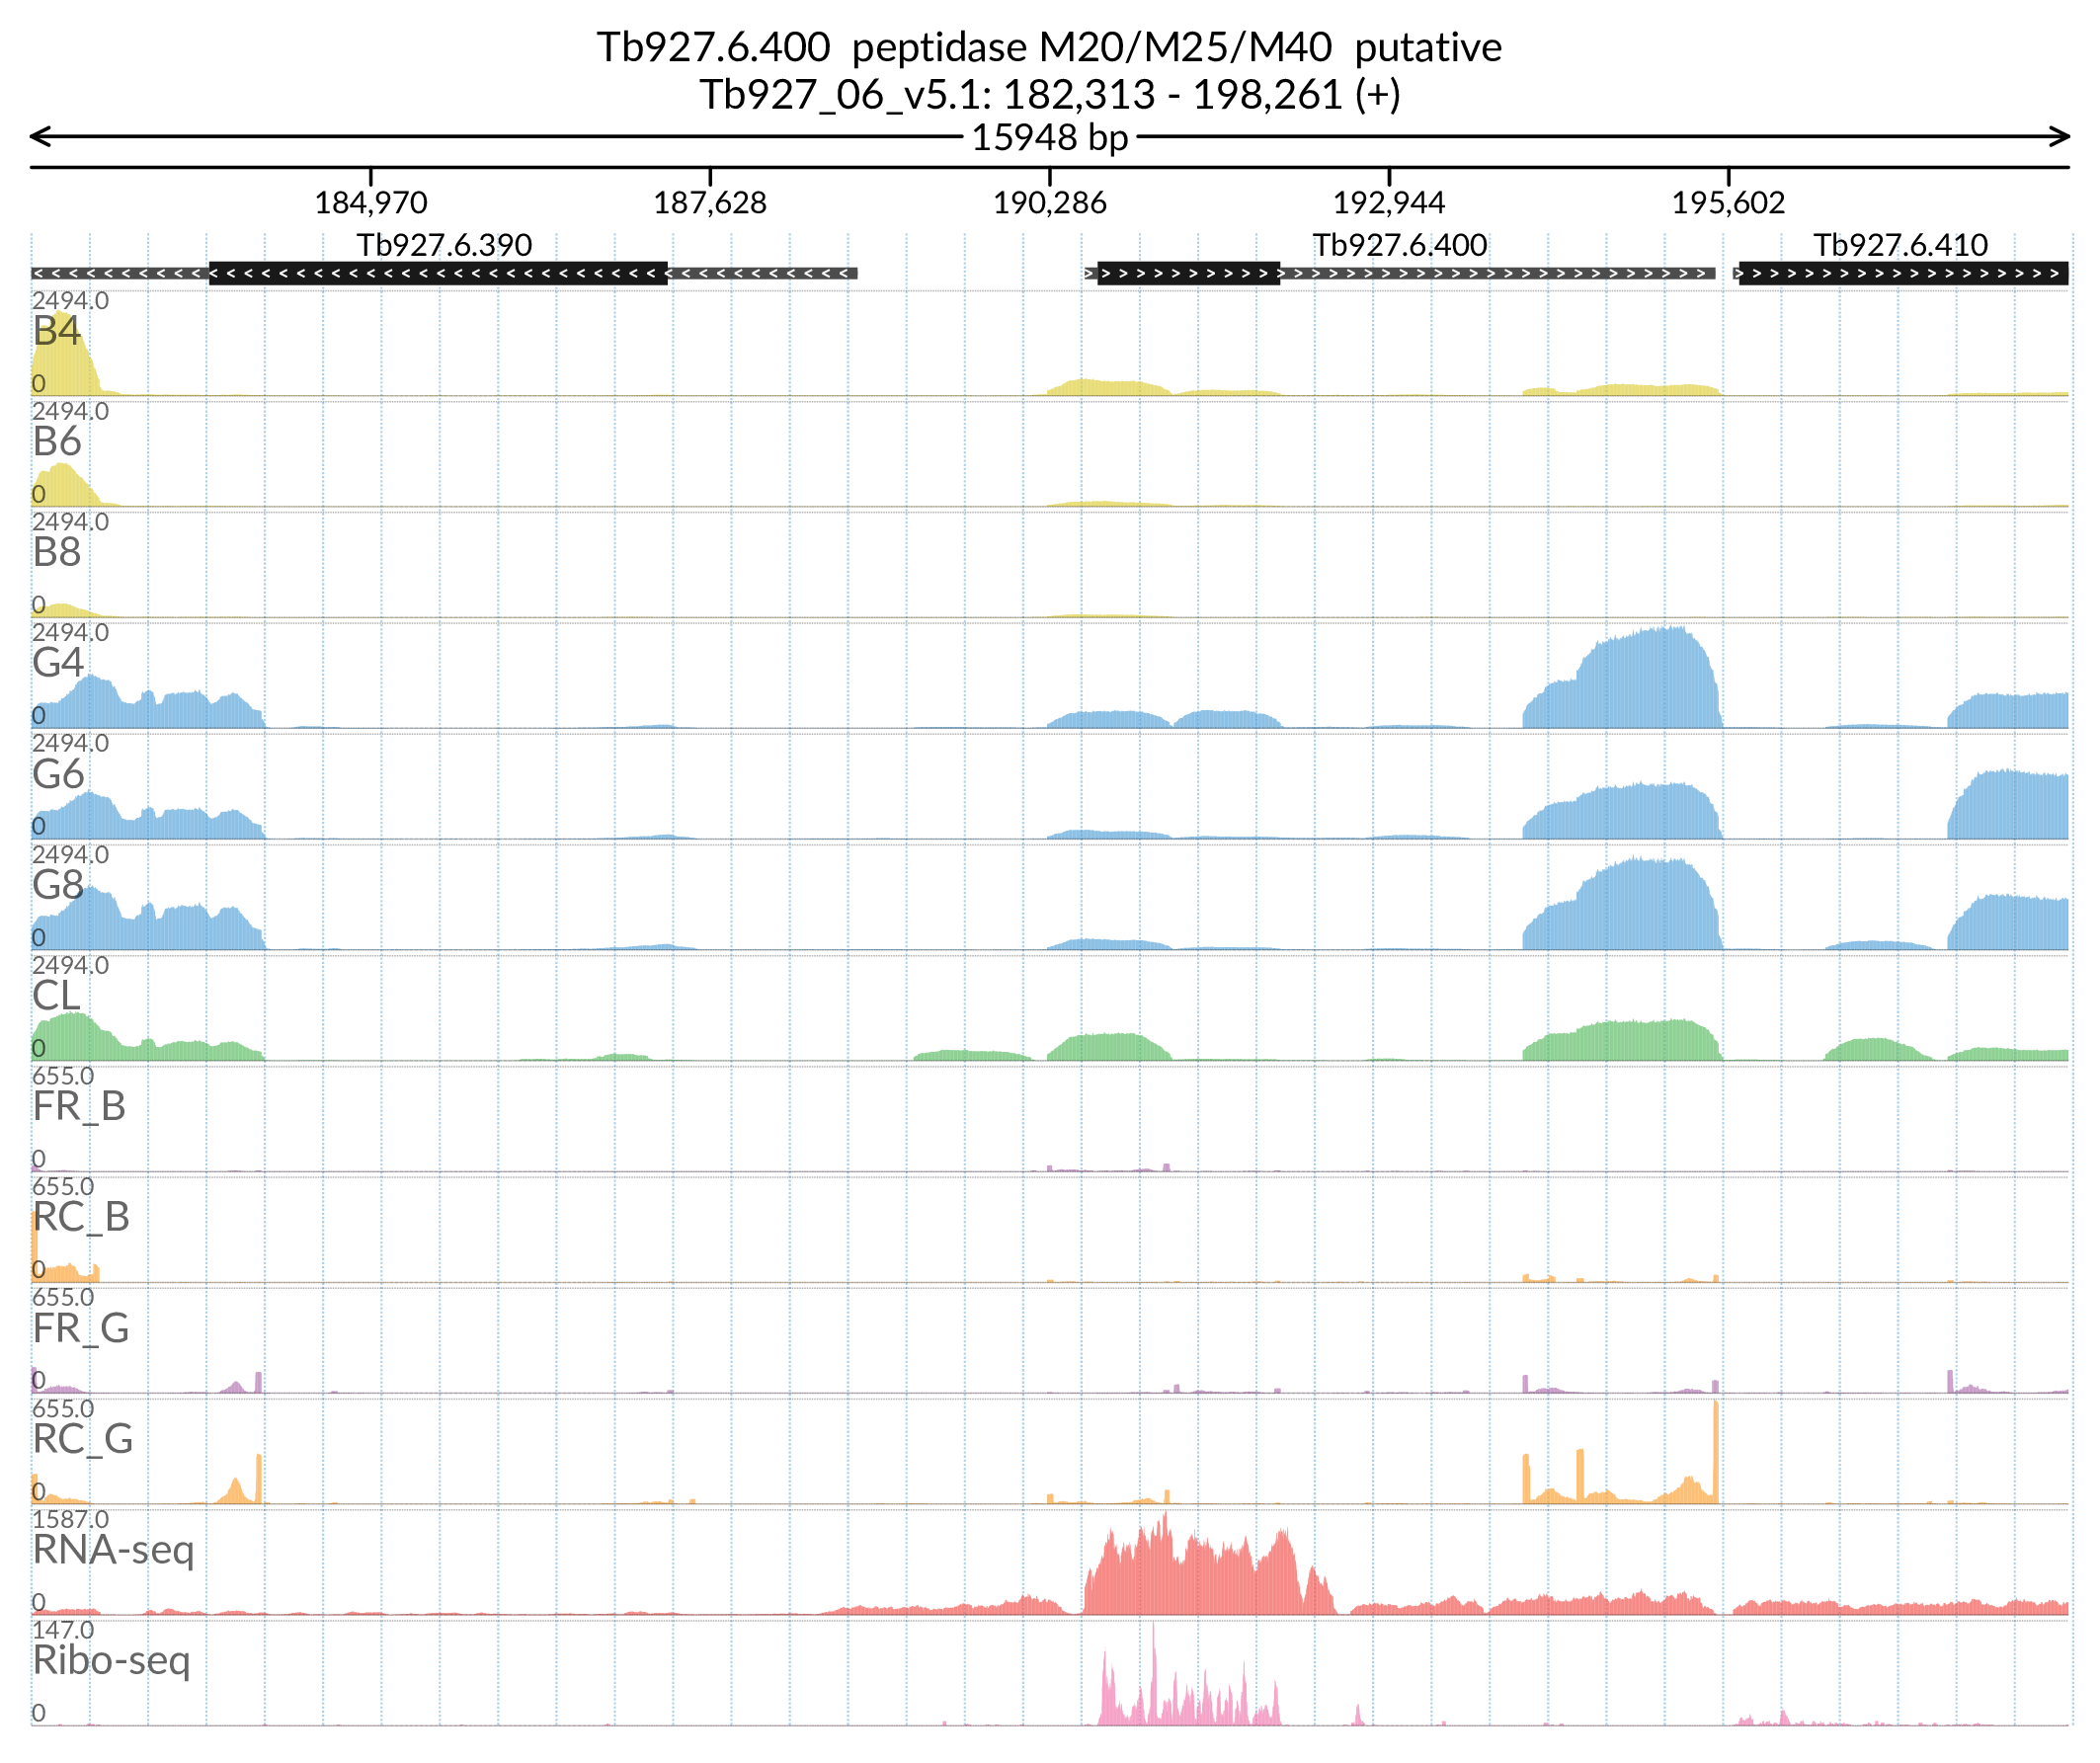 Tb927.6.400  peptidase M20/M25/M40  putative
Tb927_06_v5.1: 182,313 - 198,261 (+)
15948 bp
184,970 187,628 190,286 192,944 195,602
Tb927.6.390 Tb927.6.400 Tb927.6.410
2494.0
B4
0
2494.0
B6
0
2494.0
B8
0
2494.0
G4
0
2494.0
G6
0
2494.0
G8
0
2494.0
CL
0
655.0
FR_B
0
655.0
RC_B
0
655.0
FR_G
0
655.0
RC_G
0
1587.0
RNA-seq
0
147.0
Ribo-seq
0